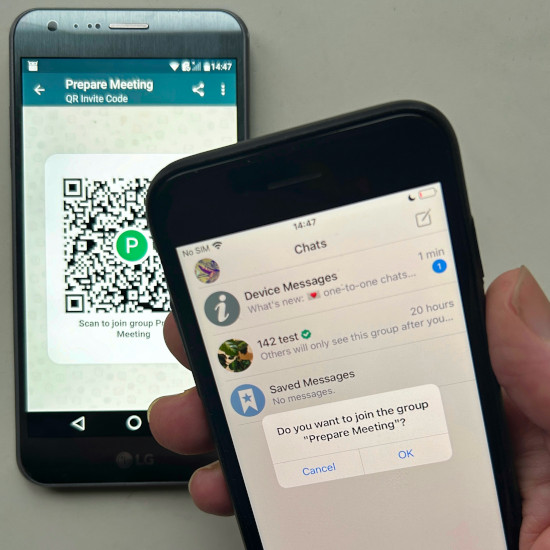 14:47
Prepare Meeting
QR Invite Code
P
Scan to join group
Meeting
LG
No SIM
14:47
Chats
Device Messages
1 min
What's new: 💌 one-to-one chats...
1
142 test
20 hours
Others will only see this group after you...
Saved Messages
No messages.
Do you want to join the group
"Prepare Meeting"?
Cancel
OK